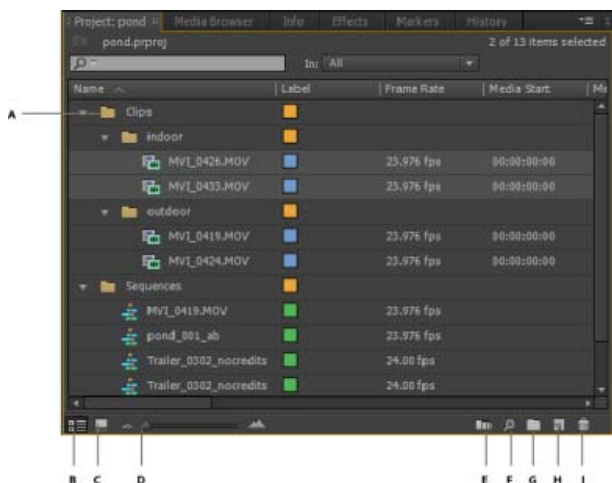 Project: pond
Media Browser
Info
Effects
Markers
History
pond.prproj
2 of 13 items selected
In: All
Name
Label
Frame Rate
Media Start
Me
A
Clips
indoor
MVI_0426.MOV
23.976 fps
00:00:00:00
MVI_0433.MOV
23.976 fps
00:00:00:00
outdoor
MVI_0419.MOV
23.976 fps
00:00:00:00
MVI_0424.MOV
23.976 fps
00:00:00:00
Sequences
MVI_0419.MOV
23.976 fps
pond_001_ab
23.976 fps
Trailer_0302_nocredits
24.00 fps
Trailer_0302_nocredits
24.00 fps
B C D E F G H I